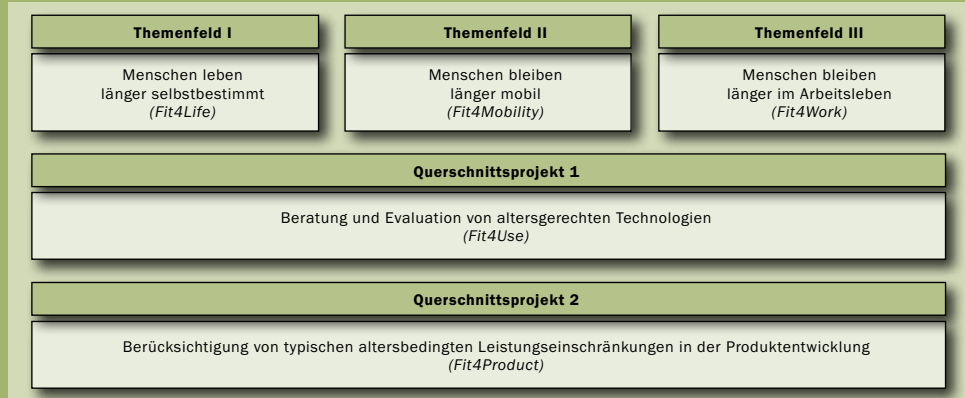 Themenfeld I
Menschen leben
länger selbstbestimmt
(Fit4Life)
Themenfeld II
Menschen bleiben
länger mobil
(Fit4Mobility)
Themenfeld III
Menschen bleiben
länger im Arbeitsleben
(Fit4Work)
Querschnittsprojekt 1
Beratung und Evaluation von altersgerechten Technologien
(Fit4Use)
Querschnittsprojekt 2
Berücksichtigung von typischen altersbedingten Leistungseinschränkungen in der Produktentwicklung
(Fit4Product)